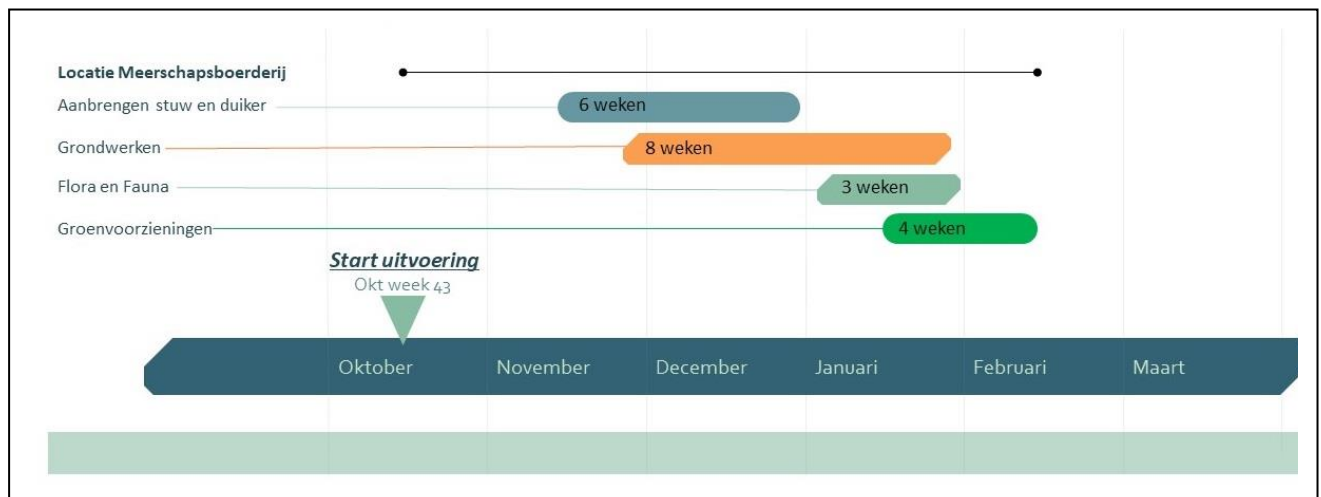 Locatie Meerschapsboerderij
Aanbrengen stuw en duiker
6 weken
Grondwerken
8 weken
Flora en Fauna
3 weken
Groenvoorzieningen
4 weken
Start uitvoering
Okt week 43
Oktober
November
December
Januari
Februari
Maart